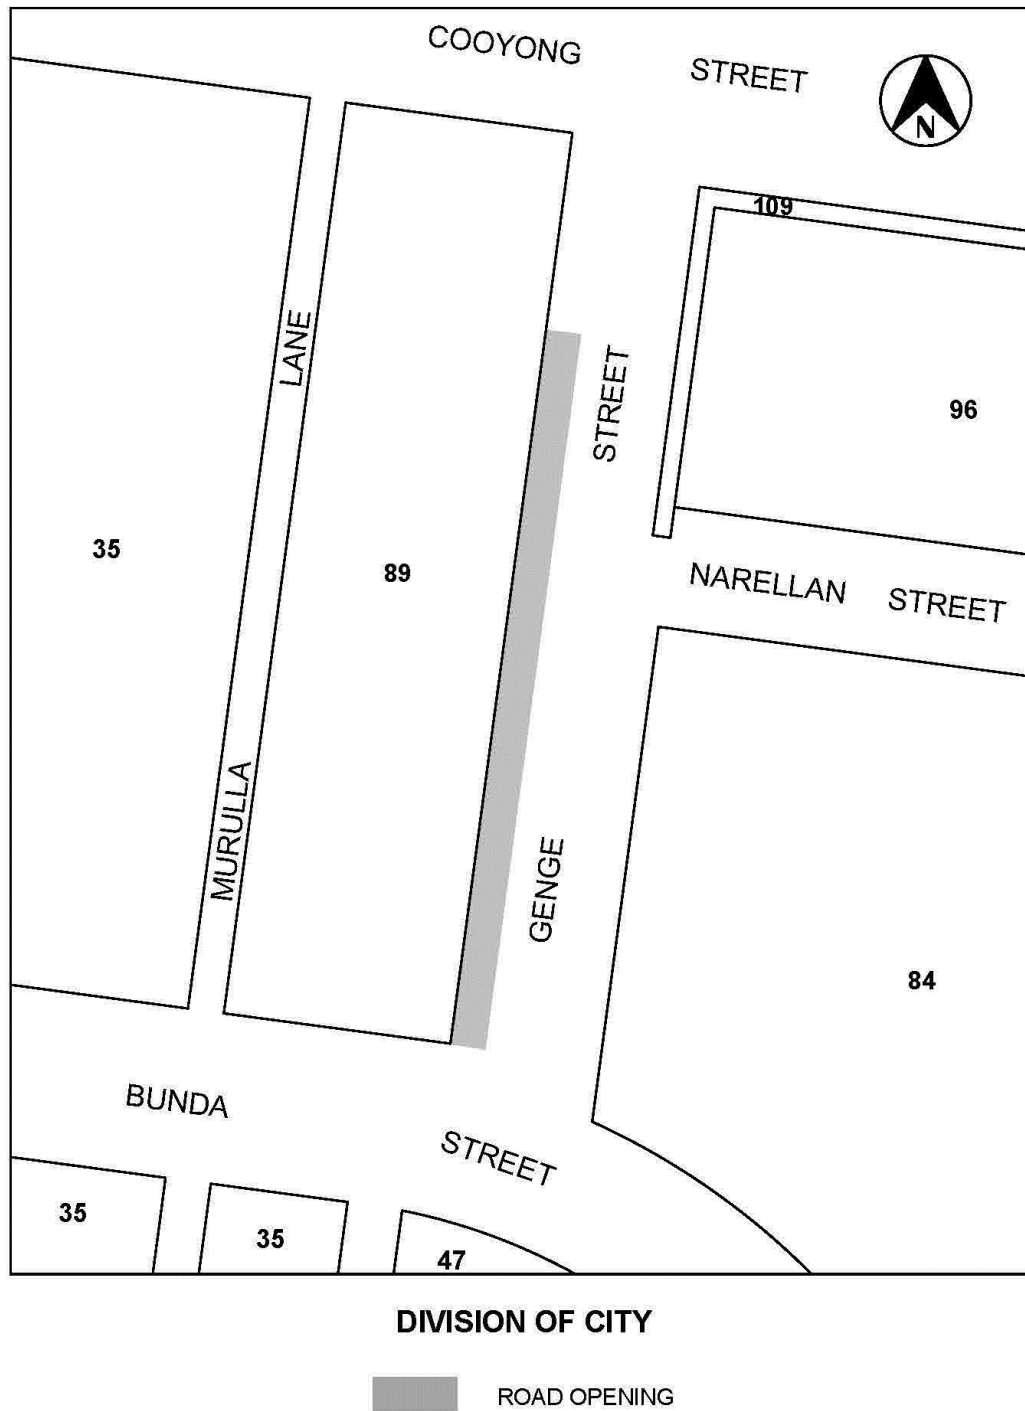 COOYONG STREET
N
109
LANE
STREET
96
35
89
NARELLAN STREET
MURULLA
GENGE
84
BUNDA
STREET
35
35
47
DIVISION OF CITY
ROAD OPENING